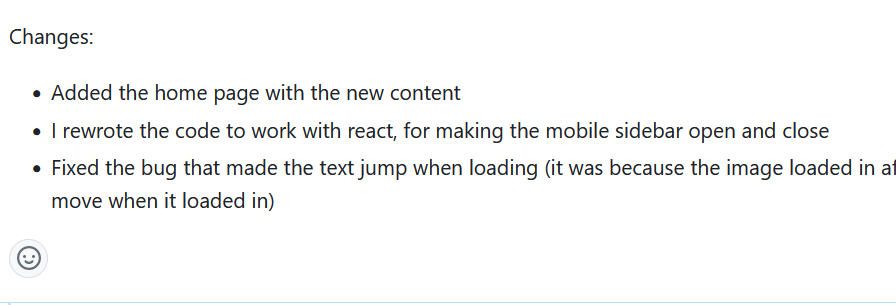 Changes:
Added the home page with the new content
I rewrote the code to work with react, for making the mobile sidebar open and close
Fixed the bug that made the text jump when loading (it was because the image loaded in
move when it loaded in)